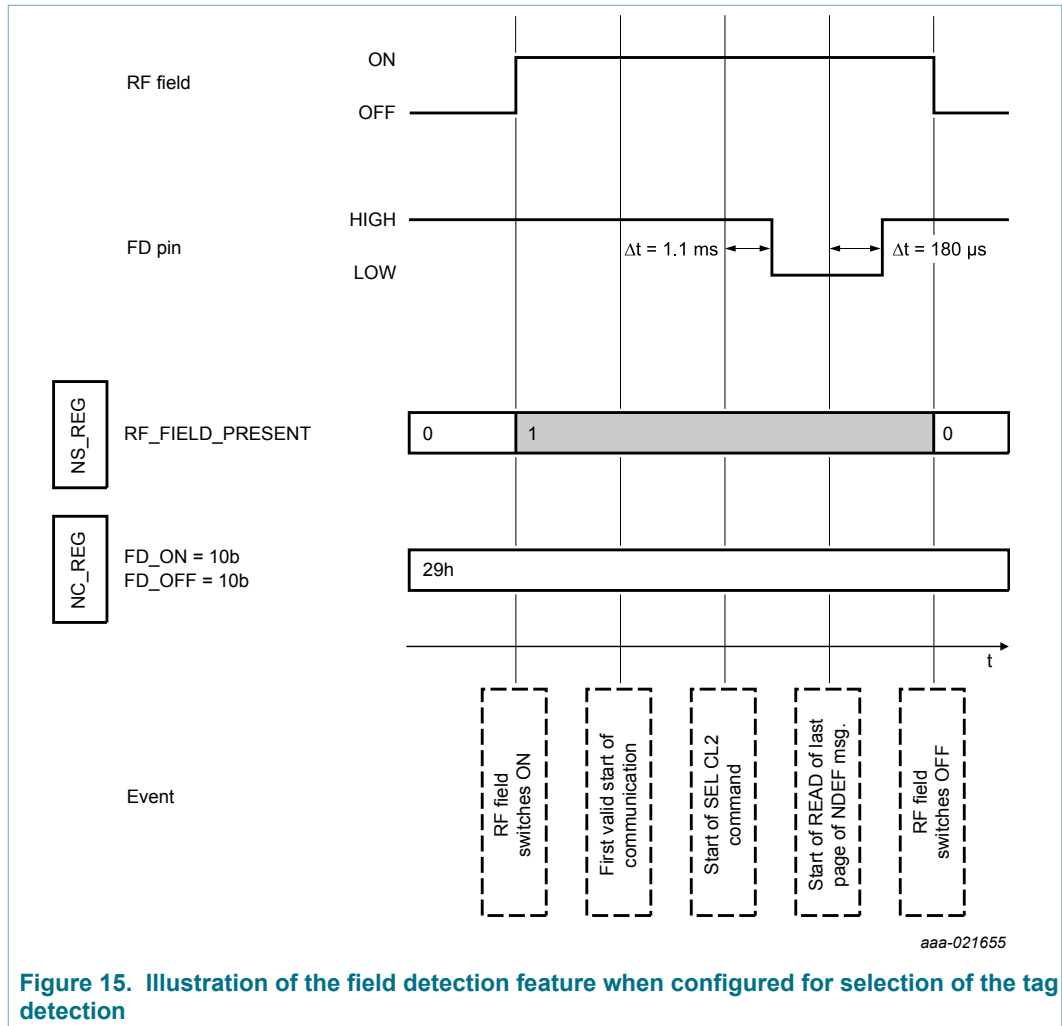 RF field
ON
OFF
FD pin
HIGH
LOW
Δt = 1.1 ms
Δt = 180 µs
NS_REG
RF_FIELD_PRESENT
0
1
0
NC_REG
FD_ON = 10b
FD_OFF = 10b
29h
t
Event
RF field
switches ON
First valid start of
communication
Start of SEL CL2
command
Start of READ of last
page of NDEF msg.
RF field
switches OFF
aaa-021655
Figure 15. Illustration of the field detection feature when configured for selection of the tag
detection